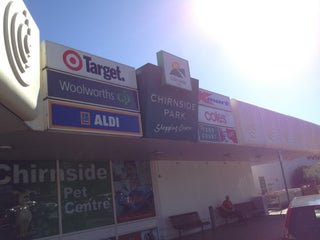 Target.
Woolworths
ALDI
CHIRNSIDE
PARK
Shopping Centre
Kmart
coles
Chirnside
Pet
Centre